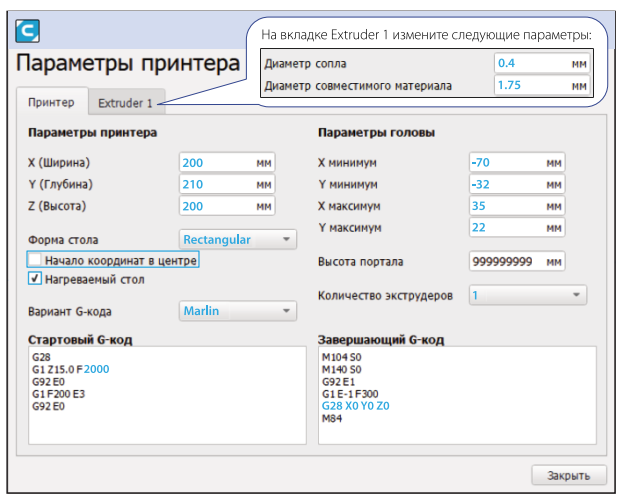 На вкладке Extruder 1 измените следующие параметры:
Параметры принтера
Диаметр сопла 0.4 мм
Диаметр совместимого материала 1.75 мм
Принтер Extruder 1
Параметры принтера
X (Ширина) 200 мм
Y (Глубина) 210 мм
Z (Высота) 200 мм
Форма стола Rectangular
Начало координат в центре
Нагреваемый стол
Вариант G-кода Marlin
Параметры головы
X минимум -70 мм
Y минимум -32 мм
X максимум 35 мм
Y максимум 22 мм
Высота портала 999999999 мм
Количество экструдеров 1
Стартовый G-код
G28
G1 Z15.0 F2000
G92 E0
G1 F200 E3
G92 E0
Завершающий G-код
M104 S0
M140 S0
G92 E1
G1 E-1 F300
G28 X0 Y0 Z0
M84
Закрыть